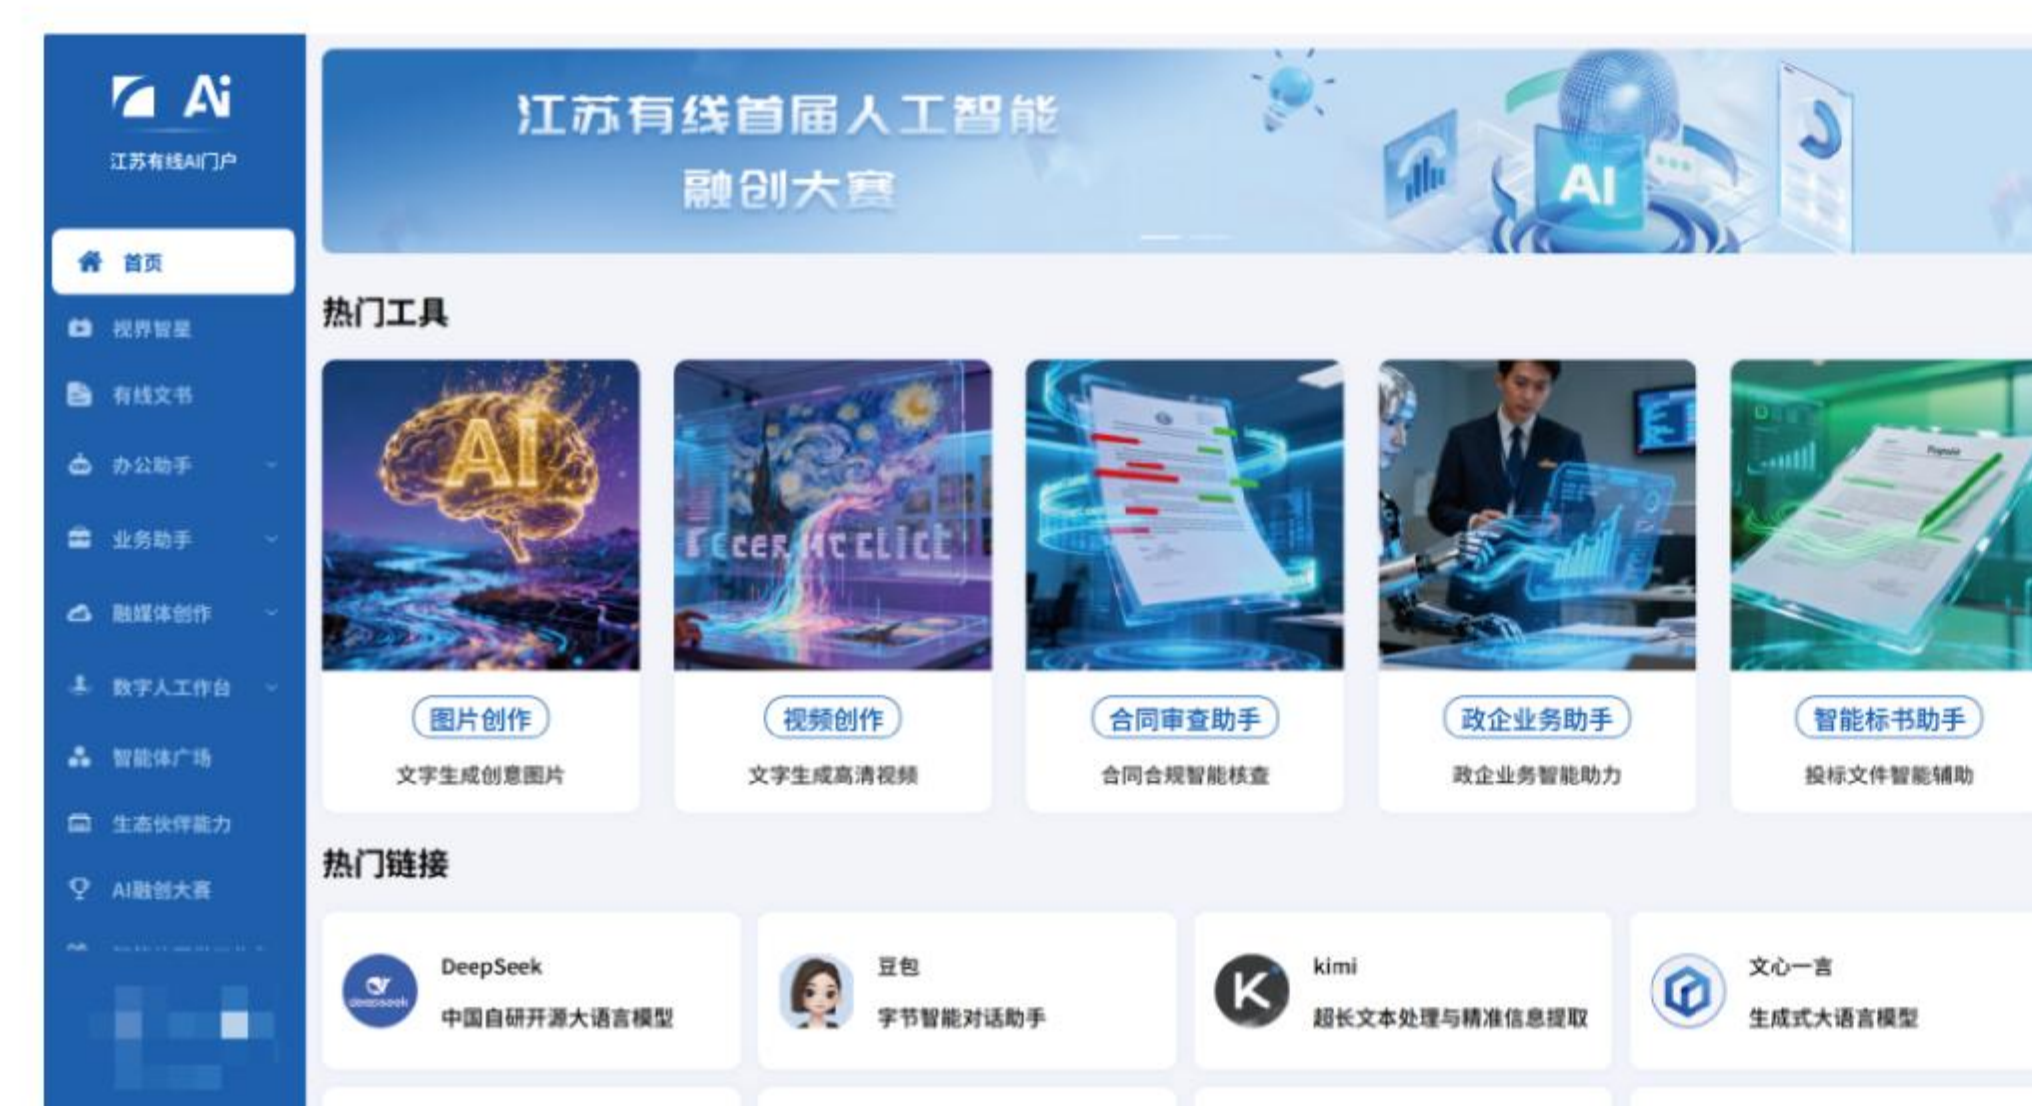 Ai
江苏有线AI门户
首页
视界智星
有线文书
办公助手
业务助手
融媒体创作
数字人工作台
智能体广场
生态伙伴能力
AI融创大赛
江苏有线首届人工智能
融创大赛
AI
热门工具
AI
图片创作
文字生成创意图片
视频创作
文字生成高清视频
合同审查助手
合同合规智能核查
政企业务助手
政企业务智能助力
智能标书助手
投标文件智能辅助
热门链接
deepseek
DeepSeek
中国自研开源大语言模型
豆包
字节智能对话助手
K
kimi
超长文本处理与精准信息提取
文心一言
生成式大语言模型